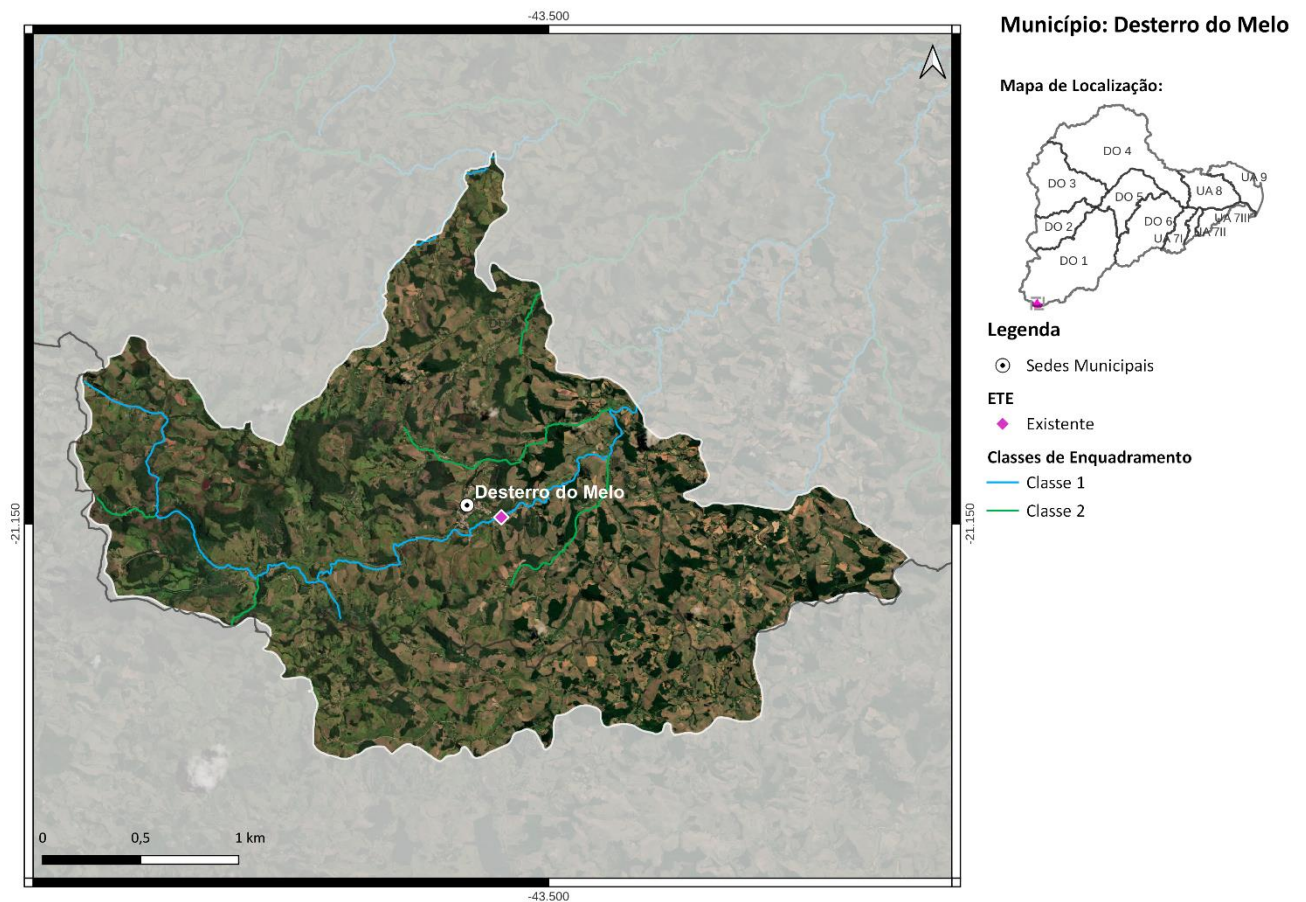 -43.500
Município: Desterro do Melo
Mapa de Localização:
DO 4
UA 9
DO 3
UA 8
DO 5
DO 6
UA 7III
DO 2
UA 7II
UA 7I
DO 1
Legenda
Sedes Municipais
ETE
Existente
Classes de Enquadramento
Classe 1
Classe 2
Desterro do Melo
-21.150
-21.150
0 0,5 1 km
-43.500